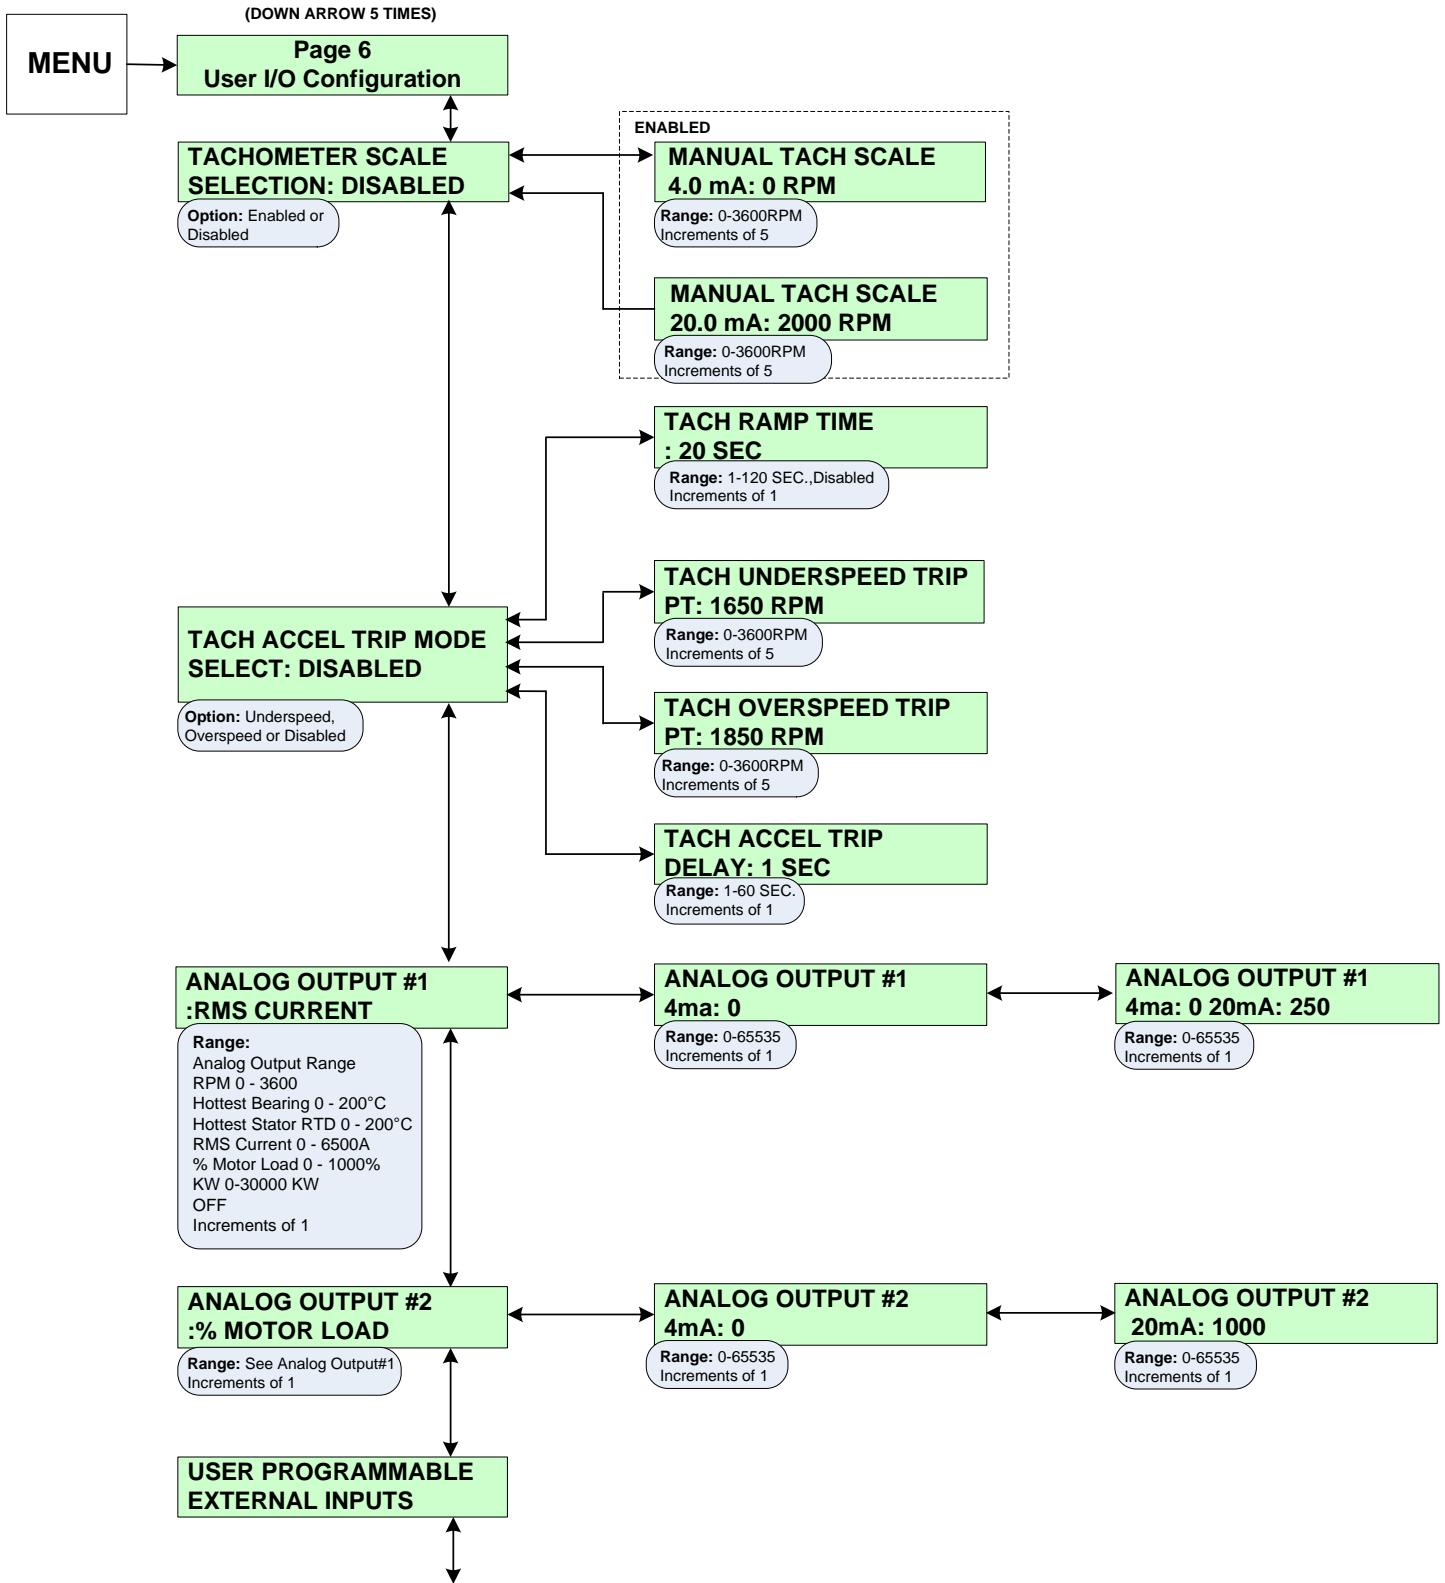 (DOWN ARROW 5 TIMES)
MENU
Page 6
User I/O Configuration
TACHOMETER SCALE
SELECTION: DISABLED
Option: Enabled or
Disabled
ENABLED
MANUAL TACH SCALE
4.0 mA: 0 RPM
Range: 0-3600RPM
Increments of 5
MANUAL TACH SCALE
20.0 mA: 2000 RPM
Range: 0-3600RPM
Increments of 5
TACH RAMP TIME
: 20 SEC
Range: 1-120 SEC.,Disabled
Increments of 1
TACH ACCEL TRIP MODE
SELECT: DISABLED
Option: Underspeed,
Overspeed or Disabled
TACH UNDERSPEED TRIP
PT: 1650 RPM
Range: 0-3600RPM
Increments of 5
TACH OVERSPEED TRIP
PT: 1850 RPM
Range: 0-3600RPM
Increments of 5
TACH ACCEL TRIP
DELAY: 1 SEC
Range: 1-60 SEC.
Increments of 1
ANALOG OUTPUT #1
:RMS CURRENT
Range:
Analog Output Range
RPM 0 - 3600
Hottest Bearing 0 - 200°C
Hottest Stator RTD 0 - 200°C
RMS Current 0 - 6500A
% Motor Load 0 - 1000%
KW 0-30000 KW
OFF
Increments of 1
ANALOG OUTPUT #1
4ma: 0
Range: 0-65535
Increments of 1
ANALOG OUTPUT #1
4ma: 0 20mA: 250
Range: 0-65535
Increments of 1
ANALOG OUTPUT #2
:% MOTOR LOAD
Range: See Analog Output#1
Increments of 1
ANALOG OUTPUT #2
4mA: 0
Range: 0-65535
Increments of 1
ANALOG OUTPUT #2
20mA: 1000
Range: 0-65535
Increments of 1
USER PROGRAMMABLE
EXTERNAL INPUTS